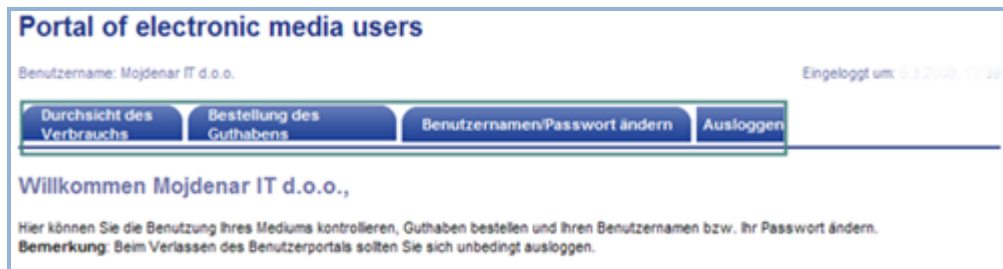 Portal of electronic media users
Benutzername: Mojdenar IT d.o.o. Eingeloggt um:
Durchsicht des Verbrauchs
Bestellung des Guthabens
Benutzernamen/Passwort ändern
Ausloggen
Willkommen Mojdenar IT d.o.o.,
Hier können Sie die Benutzung Ihres Mediums kontrollieren, Guthaben bestellen und Ihren Benutzernamen bzw. Ihr Passwort ändern.
Bemerkung: Beim Verlassen des Benutzerportals sollten Sie sich unbedingt ausloggen.